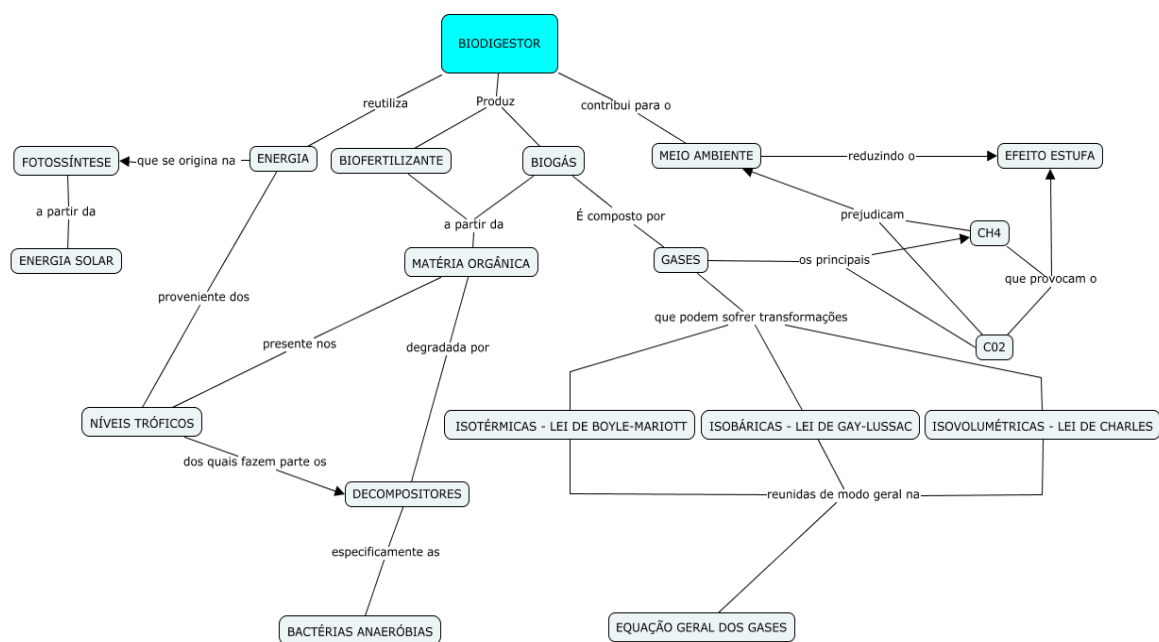 BIODIGESTOR
reutiliza
Produz
contribui para o
FOTOSSÍNTESE
que se origina na
ENERGIA
BIOFERTILIZANTE
BIOGÁS
MEIO AMBIENTE
reduzindo o
EFEITO ESTUFA
a partir da
a partir da
É composto por
prejudicam
CH4
ENERGIA SOLAR
MATÉRIA ORGÂNICA
GASES
os principais
que provocam o
proveniente dos
presente nos
degradada por
que podem sofrer transformações
C02
NÍVEIS TRÓFICOS
ISOTÉRMICAS - LEI DE BOYLE-MARIOTT
ISOBÁRICAS - LEI DE GAY-LUSSAC
ISOVOLUMÉTRICAS - LEI DE CHARLES
dos quais fazem parte os
DECOMPOSITORES
reunidas de modo geral na
especificamente as
BACTÉRIAS ANAERÓBIAS
EQUAÇÃO GERAL DOS GASES